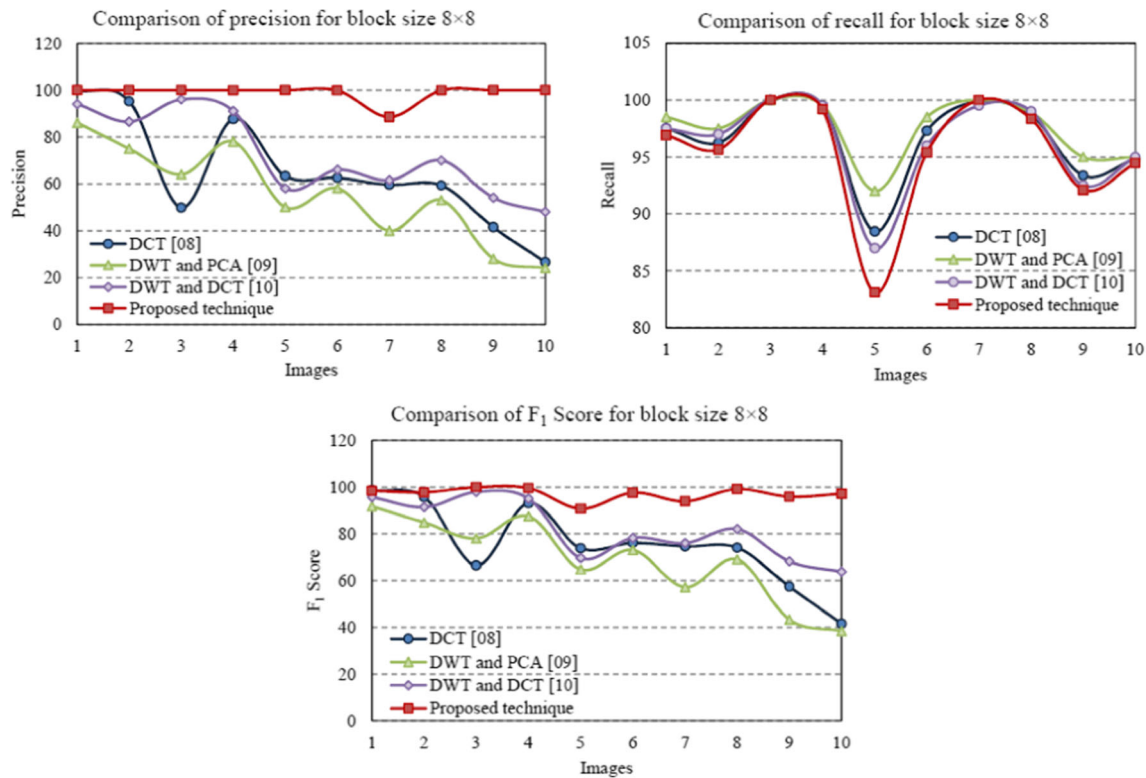 Comparison of precision for block size 8×8
120
100
80
60
40
20
0
Precision
DCT [08]
DWT and PCA [09]
DWT and DCT [10]
Proposed technique
1 2 3 4 5 6 7 8 9 10
Images
Comparison of recall for block size 8×8
105
100
95
90
85
80
Recall
DCT [08]
DWT and PCA [09]
DWT and DCT [10]
Proposed technique
1 2 3 4 5 6 7 8 9 10
Images
Comparison of F₁ Score for block size 8×8
120
100
80
60
40
20
0
F₁ Score
DCT [08]
DWT and PCA [09]
DWT and DCT [10]
Proposed technique
1 2 3 4 5 6 7 8 9 10
Images